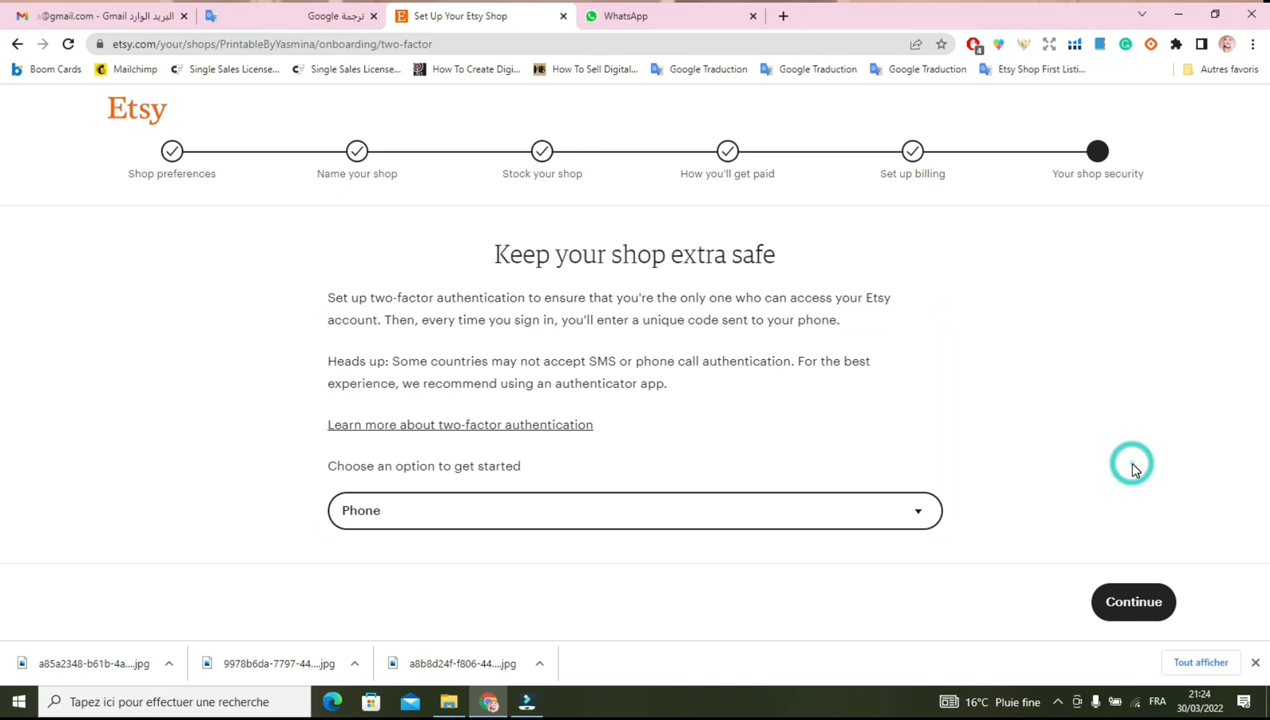 @gmail.com - Gmail البريد الوارد
ترجمة Google
Set Up Your Etsy Shop
WhatsApp
etsy.com/your/shops/PrintableByYasmina/onboarding/two-factor
4
Boom Cards
Mailchimp
Single Sales License...
Single Sales License...
How To Create Digi...
How To Sell Digital...
Google Traduction
Google Traduction
Google Traduction
Etsy Shop First Listi...
Autres favoris
Etsy
Shop preferences
Name your shop
Stock your shop
How you'll get paid
Set up billing
Your shop security
Keep your shop extra safe
Set up two-factor authentication to ensure that you're the only one who can access your Etsy
account. Then, every time you sign in, you'll enter a unique code sent to your phone.
Heads up: Some countries may not accept SMS or phone call authentication. For the best
experience, we recommend using an authenticator app.
Learn more about two-factor authentication
Choose an option to get started
Phone
Continue
a85a2348-b61b-4a....jpg
9978b6da-7797-44....jpg
a8b8d24f-f806-44....jpg
Tout afficher
Tapez ici pour effectuer une recherche
16°C Pluie fine
FRA
21:24
30/03/2022